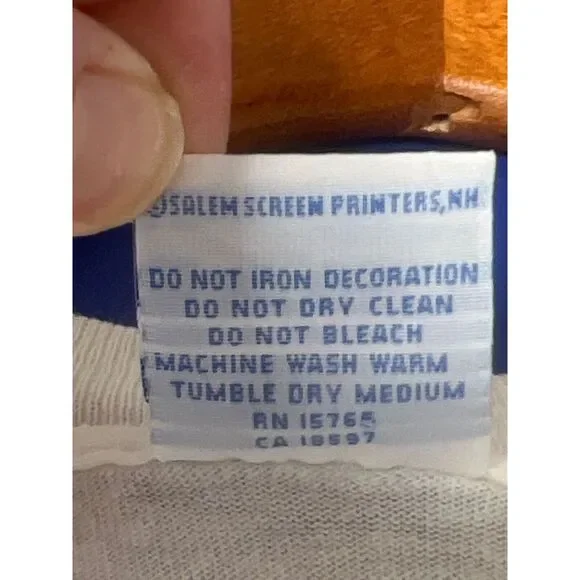 ©SALEM SCREEN PRINTERS, NH
DO NOT IRON DECORATION
DO NOT DRY CLEAN
DO NOT BLEACH
MACHINE WASH WARM
TUMBLE DRY MEDIUM
RN 15765
CA 18597